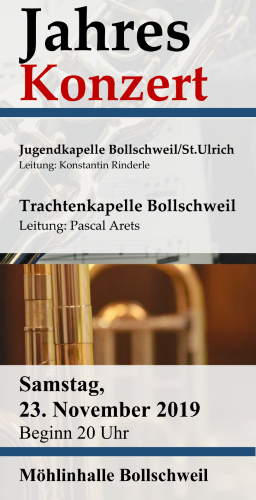 Jahres
Konzert
Jugendkapelle Bollschweil/St.Ulrich
Leitung: Konstantin Rinderle
Trachtenkapelle Bollschweil
Leitung: Pascal Arets
Samstag,
23. November 2019
Beginn 20 Uhr
Möhlinhalle Bollschweil